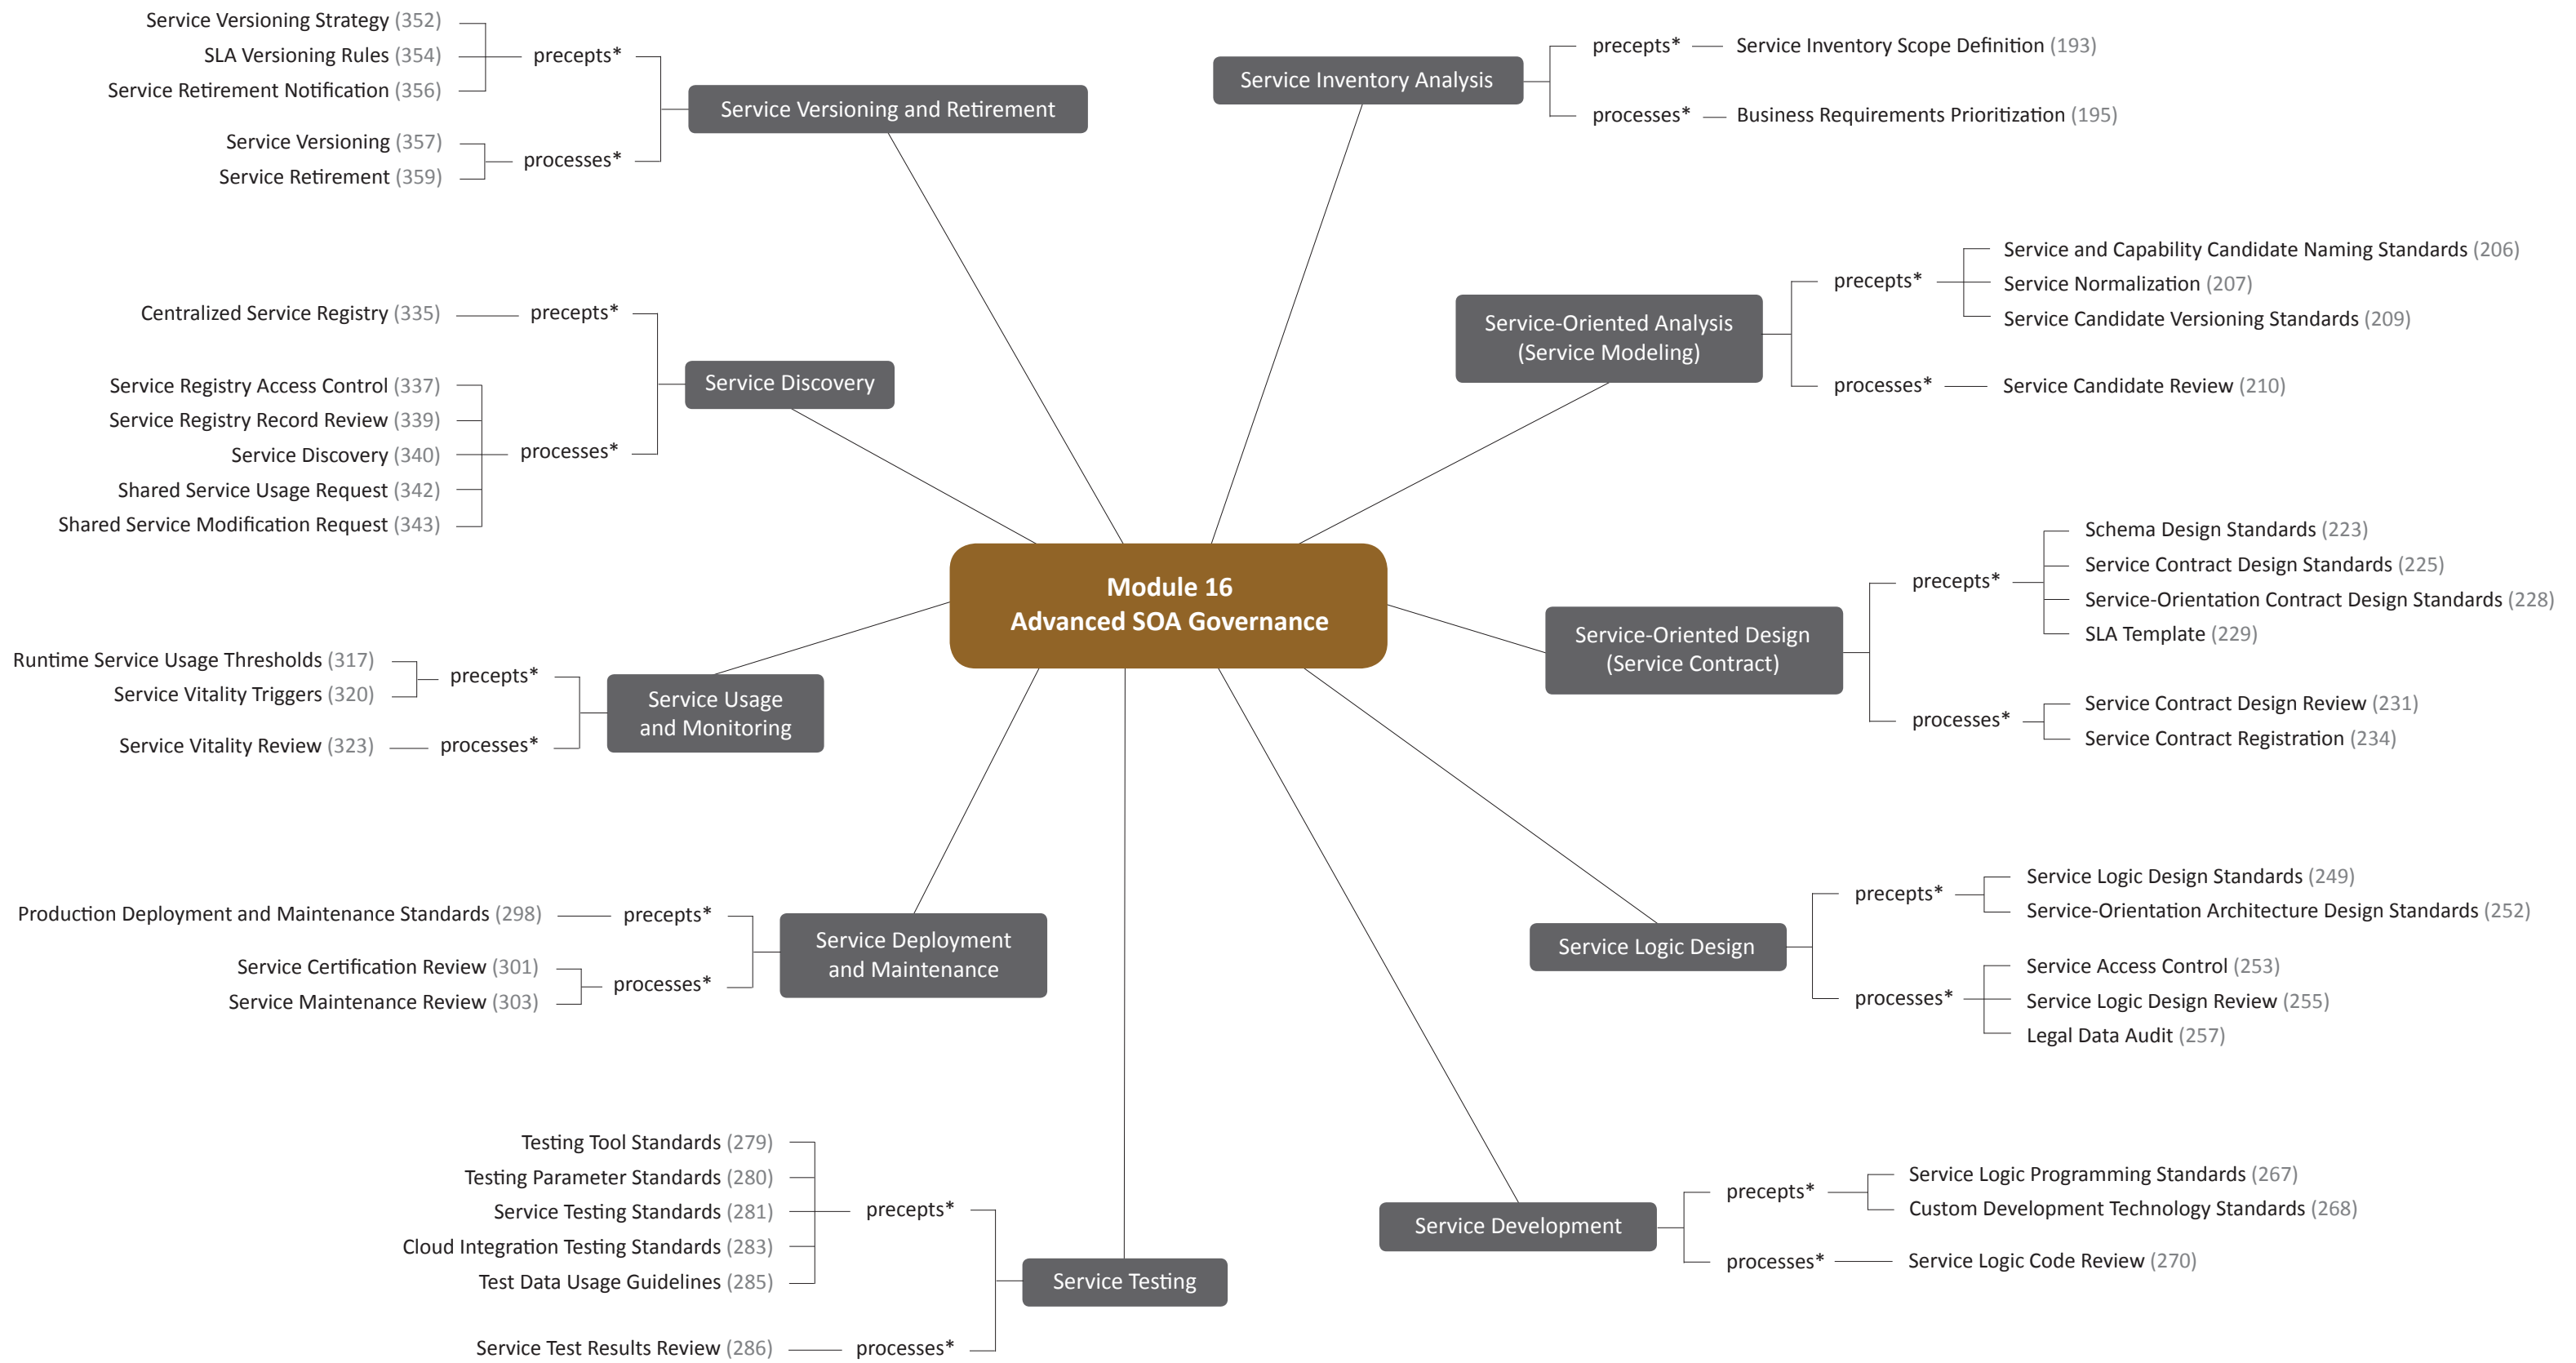 Module 16
Advanced SOA Governance
Service Inventory Analysis
precepts*
Service Inventory Scope Definition (193)
processes*
Business Requirements Prioritization (195)
Service-Oriented Analysis
(Service Modeling)
precepts*
Service and Capability Candidate Naming Standards (206)
Service Normalization (207)
Service Candidate Versioning Standards (209)
processes*
Service Candidate Review (210)
Service-Oriented Design
(Service Contract)
precepts*
Schema Design Standards (223)
Service Contract Design Standards (225)
Service-Orientation Contract Design Standards (228)
SLA Template (229)
processes*
Service Contract Design Review (231)
Service Contract Registration (234)
Service Logic Design
precepts*
Service Logic Design Standards (249)
Service-Orientation Architecture Design Standards (252)
processes*
Service Access Control (253)
Service Logic Design Review (255)
Legal Data Audit (257)
Service Development
precepts*
Service Logic Programming Standards (267)
Custom Development Technology Standards (268)
processes*
Service Logic Code Review (270)
Service Testing
precepts*
Testing Tool Standards (279)
Testing Parameter Standards (280)
Service Testing Standards (281)
Cloud Integration Testing Standards (283)
Test Data Usage Guidelines (285)
processes*
Service Test Results Review (286)
Service Deployment
and Maintenance
precepts*
Production Deployment and Maintenance Standards (298)
processes*
Service Certification Review (301)
Service Maintenance Review (303)
Service Usage
and Monitoring
precepts*
Runtime Service Usage Thresholds (317)
Service Vitality Triggers (320)
processes*
Service Vitality Review (323)
Service Discovery
precepts*
Centralized Service Registry (335)
processes*
Service Registry Access Control (337)
Service Registry Record Review (339)
Service Discovery (340)
Shared Service Usage Request (342)
Shared Service Modification Request (343)
Service Versioning and Retirement
precepts*
Service Versioning Strategy (352)
SLA Versioning Rules (354)
Service Retirement Notification (356)
processes*
Service Versioning (357)
Service Retirement (359)